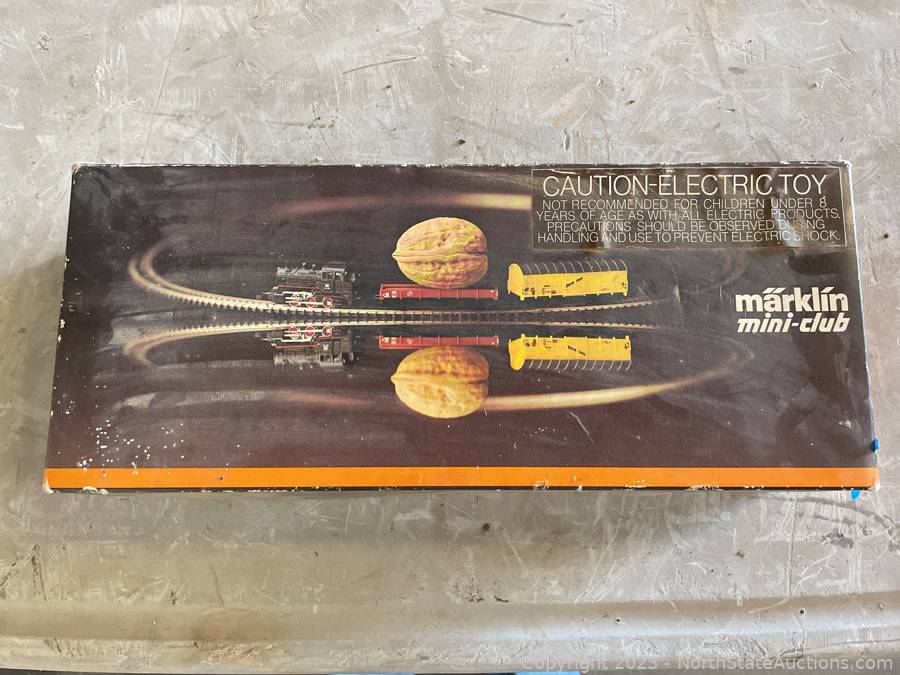 CAUTION-ELECTRIC TOY
NOT RECOMMENDED FOR CHILDREN UNDER 8
YEARS OF AGE AS WITH ALL ELECTRIC PRODUCTS,
PRECAUTIONS SHOULD BE OBSERVED DURING
HANDLING AND USE TO PREVENT ELECTRIC SHOCK.
märklin
mini-club
Copyright 2023 - NorthStateAuctions.com